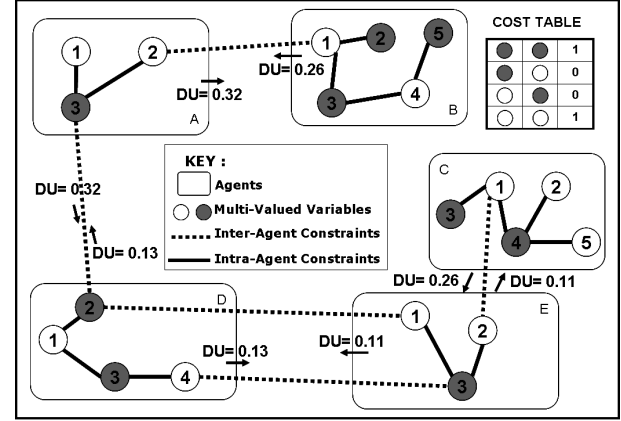 COST TABLE
1
0
0
1
1
2
3
A
DU= 0.32
DU= 0.26
1
2
5
3
4
B
KEY :
Agents
Multi-Valued Variables
Inter-Agent Constraints
Intra-Agent Constraints
C
1
2
3
4
5
DU= 0.32
DU= 0.13
DU= 0.26
DU= 0.11
D
2
1
3
4
DU= 0.13
DU= 0.11
E
1
2
3